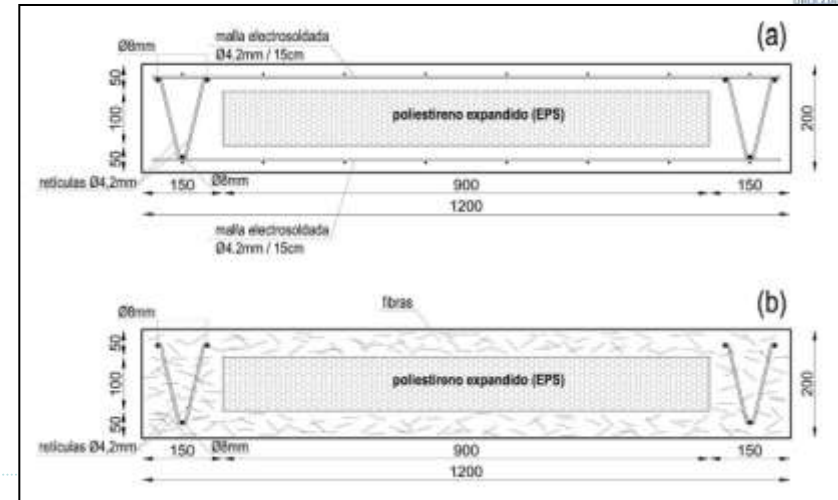 (a)
malla electrosoldada
Ø4.2mm / 15cm
Ø8mm
50
100
50
poliestireno expandido (EPS)
200
retículas Ø4,2mm
Ø8mm
150
900
150
1200
malla electrosoldada
Ø4.2mm / 15cm
(b)
fibras
Ø8mm
50
100
50
poliestireno expandido (EPS)
200
retículas Ø4,2mm
Ø8mm
150
900
150
1200